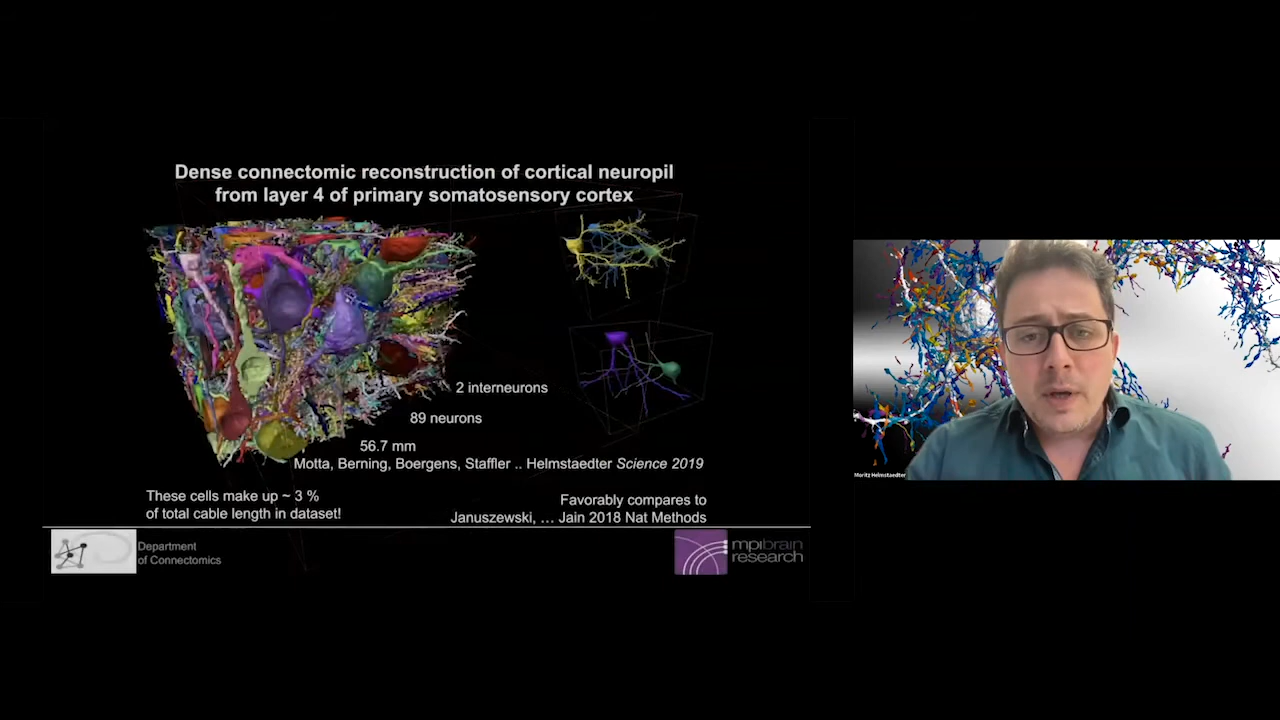 Dense connectomic reconstruction of cortical neuropil
from layer 4 of primary somatosensory cortex
2 interneurons
89 neurons
56.7 mm
Motta, Berning, Boergens, Staffler .. Helmstaedter Science 2019
These cells make up ~ 3 %
of total cable length in dataset!
Favorably compares to
Januszewski, … Jain 2018 Nat Methods
Department
of Connectomics
mpibrain
research
Moritz Helmstaedter